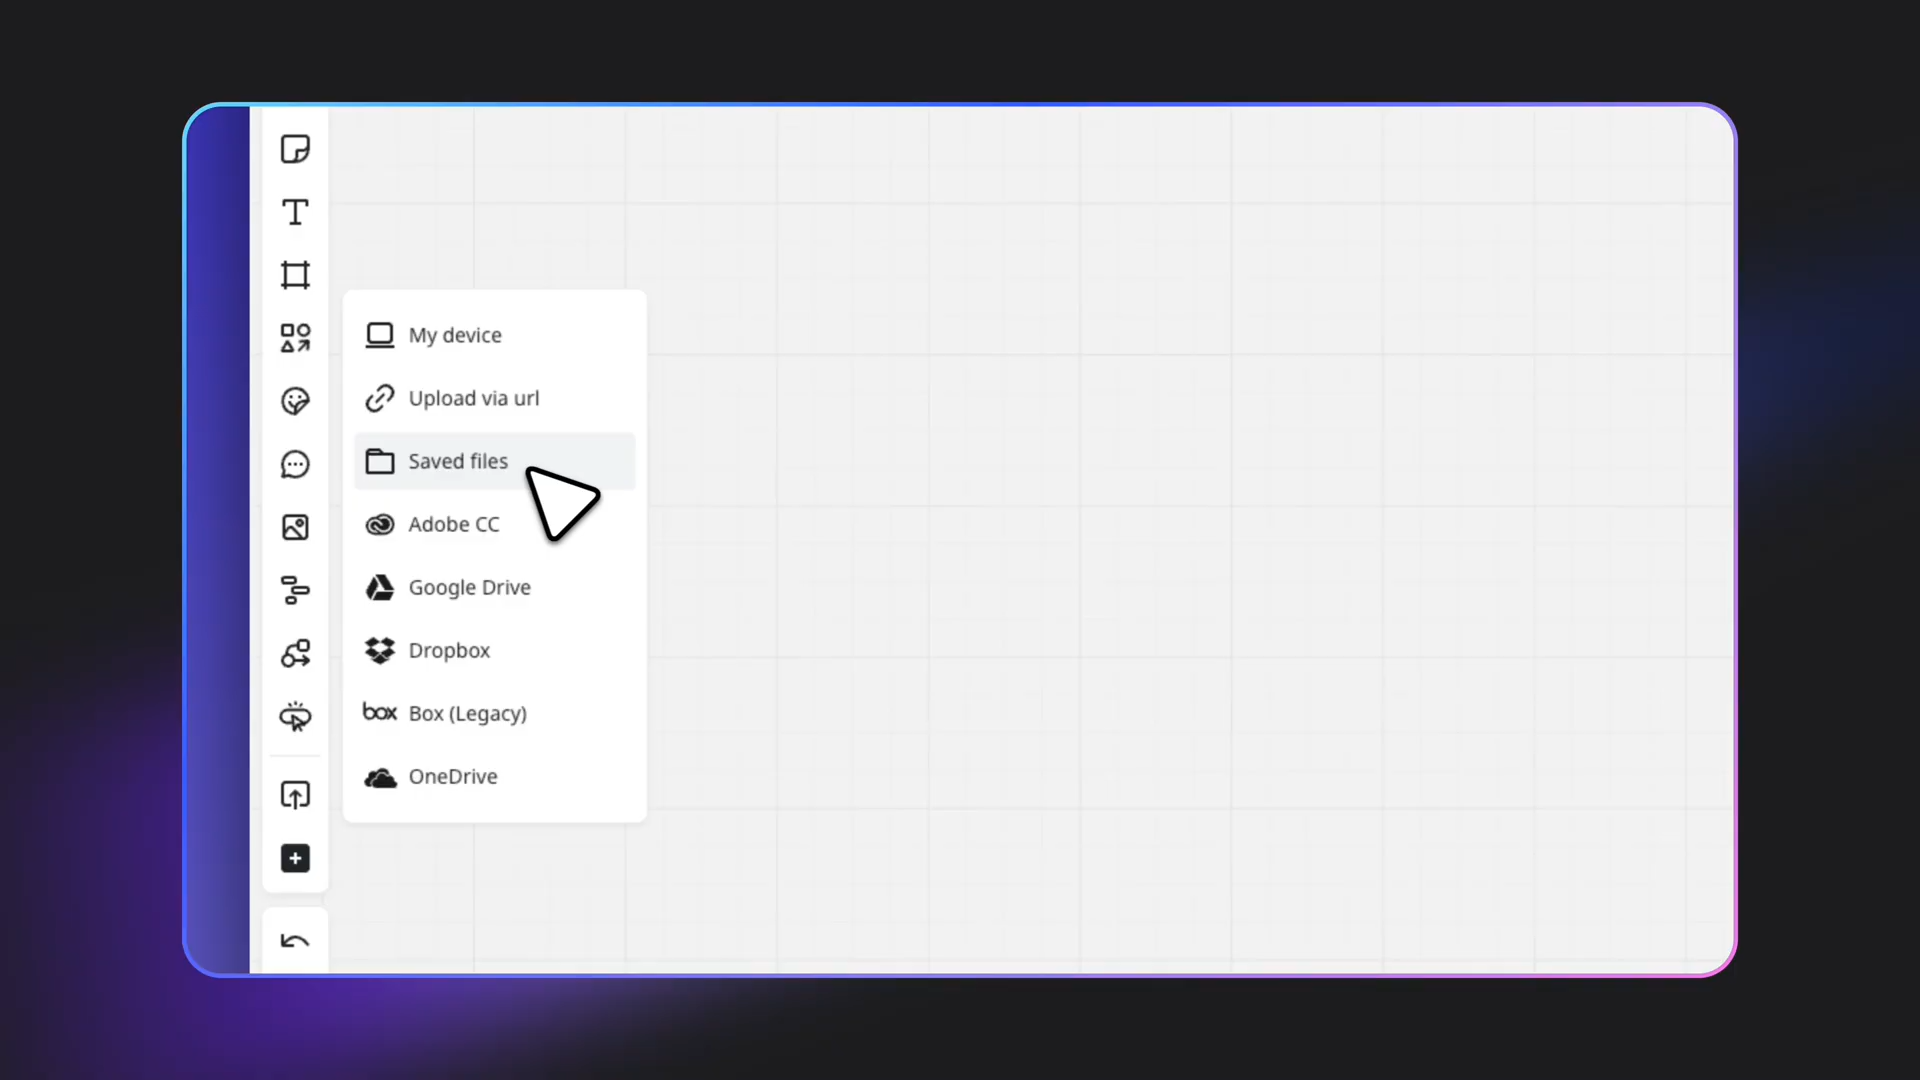 My device
Upload via url
Saved files
Adobe CC
Google Drive
Dropbox
box Box (Legacy)
OneDrive